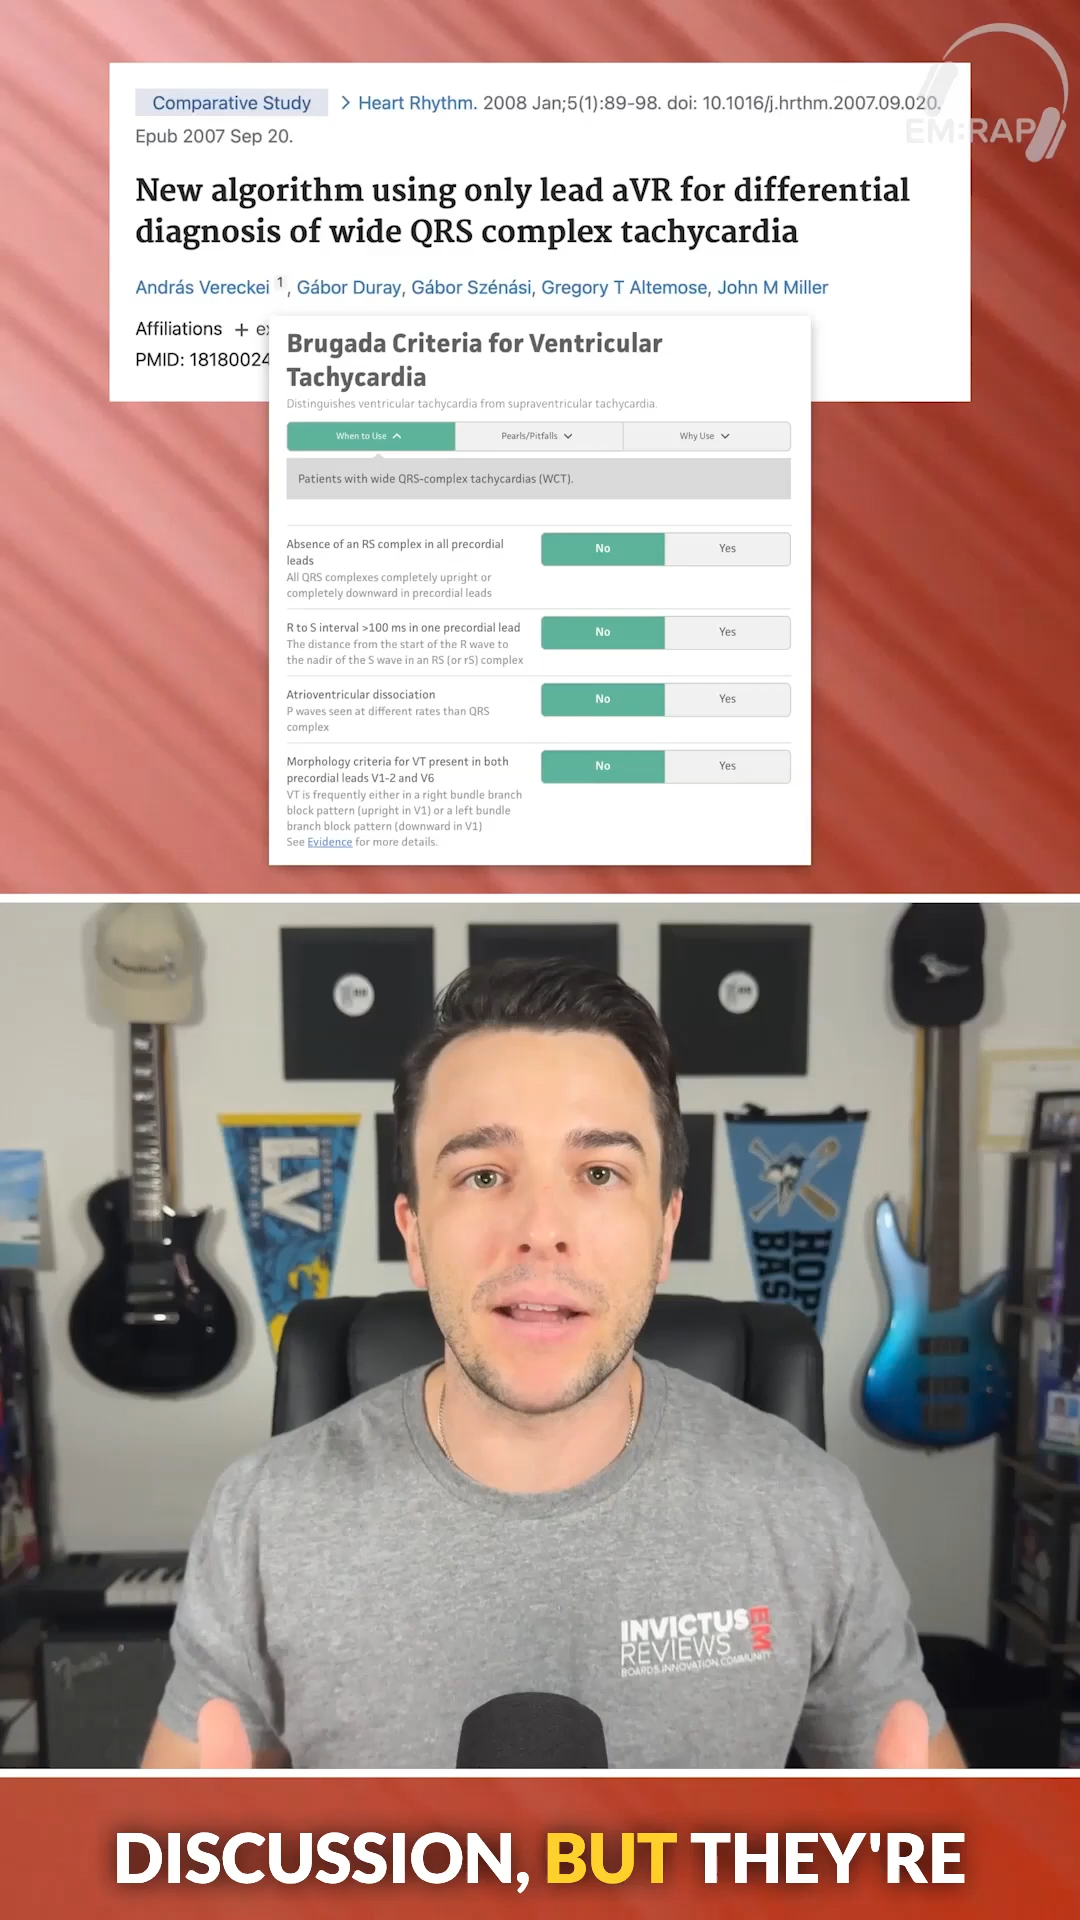 Comparative Study > Heart Rhythm. 2008 Jan;5(1):89-98. doi: 10.1016/j.hrthm.2007.09.020.
Epub 2007 Sep 20.
EM:RAP
New algorithm using only lead aVR for differential
diagnosis of wide QRS complex tachycardia
András Vereckei 1, Gábor Duray, Gábor Szénási, Gregory T Altemose, John M Miller
Affiliations +
PMID: 18180024
Brugada Criteria for Ventricular
Tachycardia
Distinguishes ventricular tachycardia from supraventricular tachycardia.
When to Use Pearls/Pitfalls Why Use
Patients with wide QRS-complex tachycardias (WCT).
Absence of an RS complex in all precordial
leads
All QRS complexes completely upright or
completely downward in precordial leads
No Yes
R to S interval >100 ms in one precordial lead
The distance from the start of the R wave to
the nadir of the S wave in an RS (or rS) complex
No Yes
Atrioventricular dissociation
P waves seen at different rates than QRS
complex
No Yes
Morphology criteria for VT present in both
precordial leads V1-2 and V6
VT is frequently either in a right bundle branch
block pattern (upright in V1) or a left bundle
branch block pattern (downward in V1)
See Evidence for more details.
No Yes
LV
HOP
BAS
INVICTUS EM
REVIEWS
BOARDS.INNOVATION.COMMUNITY
DISCUSSION, BUT THEY'RE